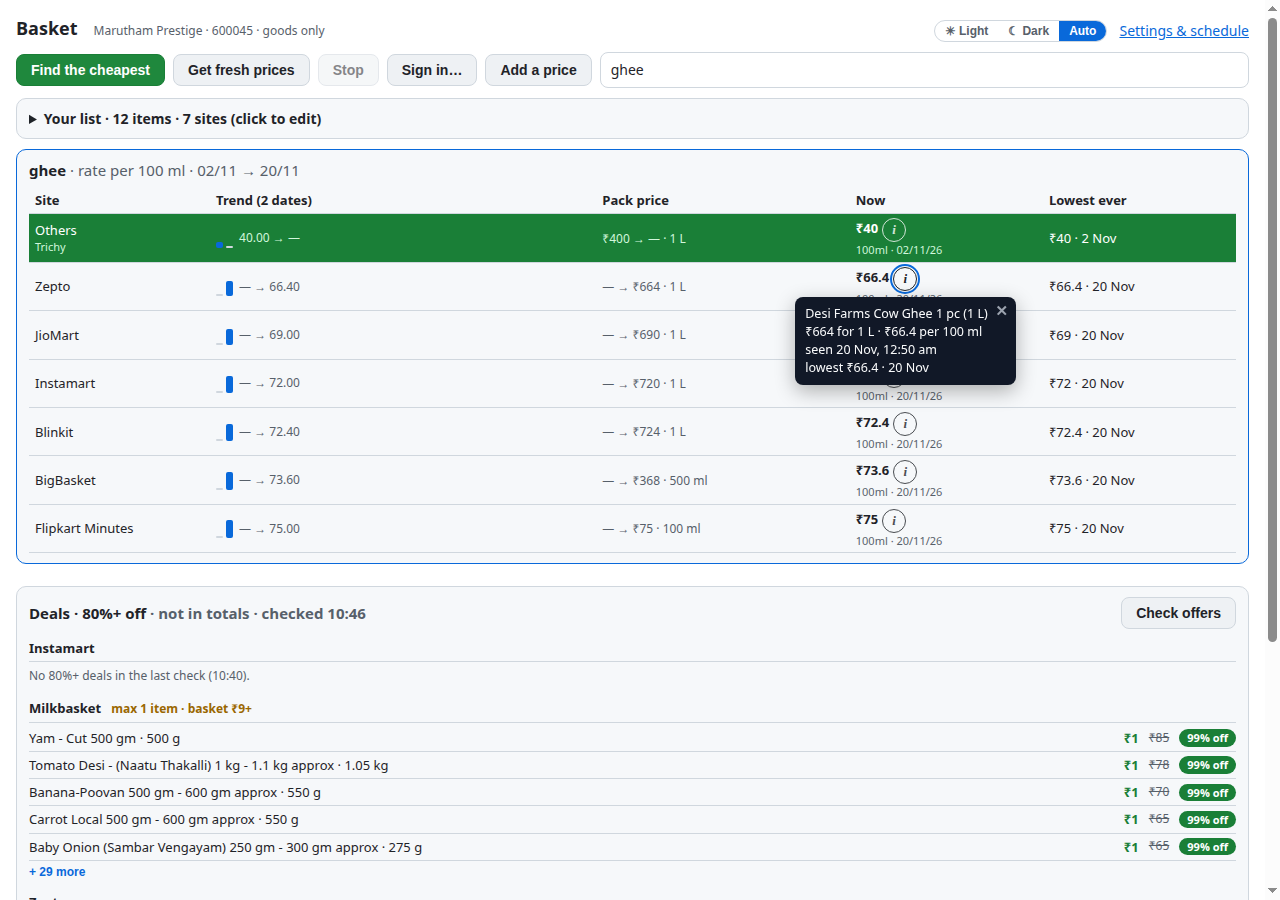 Basket Marutham Prestige · 600045 · goods only ☀ Light ☾ Dark Auto Settings & schedule
Find the cheapest Get fresh prices Stop Sign in… Add a price ghee
▶ Your list · 12 items · 7 sites (click to edit)
ghee · rate per 100 ml · 02/11 → 20/11
Site Trend (2 dates) Pack price Now Lowest ever
Others
Trichy
40.00 → — ₹400 → — · 1 L ₹40 i ₹40 · 2 Nov
100ml · 02/11/26
Zepto — → 66.40 — → ₹664 · 1 L ₹66.4 i ₹66.4 · 20 Nov
Desi Farms Cow Ghee 1 pc (1 L) ✕
₹664 for 1 L · ₹66.4 per 100 ml
seen 20 Nov, 12:50 am
lowest ₹66.4 · 20 Nov
JioMart — → 69.00 — → ₹690 · 1 L ₹69 · 20 Nov
Instamart — → 72.00 — → ₹720 · 1 L ₹72 · 20 Nov
100ml · 20/11/26
Blinkit — → 72.40 — → ₹724 · 1 L ₹72.4 i ₹72.4 · 20 Nov
100ml · 20/11/26
BigBasket — → 73.60 — → ₹368 · 500 ml ₹73.6 i ₹73.6 · 20 Nov
100ml · 20/11/26
Flipkart Minutes — → 75.00 — → ₹75 · 100 ml ₹75 i ₹75 · 20 Nov
100ml · 20/11/26
Deals · 80%+ off · not in totals · checked 10:46 Check offers
Instamart
No 80%+ deals in the last check (10:40).
Milkbasket max 1 item · basket ₹9+
Yam - Cut 500 gm · 500 g ₹1 ₹85 99% off
Tomato Desi - (Naatu Thakalli) 1 kg - 1.1 kg approx · 1.05 kg ₹1 ₹78 99% off
Banana-Poovan 500 gm - 600 gm approx · 550 g ₹1 ₹70 99% off
Carrot Local 500 gm - 600 gm approx · 550 g ₹1 ₹65 99% off
Baby Onion (Sambar Vengayam) 250 gm - 300 gm approx · 275 g ₹1 ₹65 99% off
+ 29 more